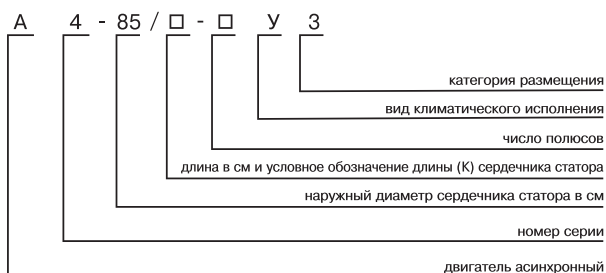 А 4 - 85 / □ - □ У 3
категория размещения
вид климатического исполнения
число полюсов
длина в см и условное обозначение длины (К) сердечника статора
наружный диаметр сердечника статора в см
номер серии
двигатель асинхронный